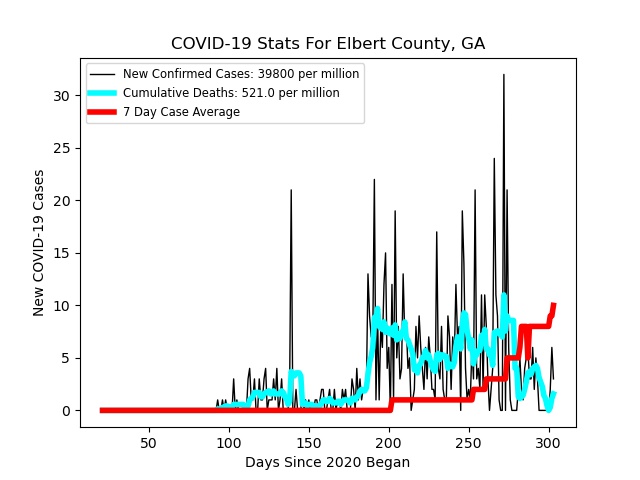 COVID-19 Stats For Elbert County, GA
New Confirmed Cases: 39800 per million
Cumulative Deaths: 521.0 per million
7 Day Case Average
New COVID-19 Cases
30
25
20
15
10
5
0
50 100 150 200 250 300
Days Since 2020 Began